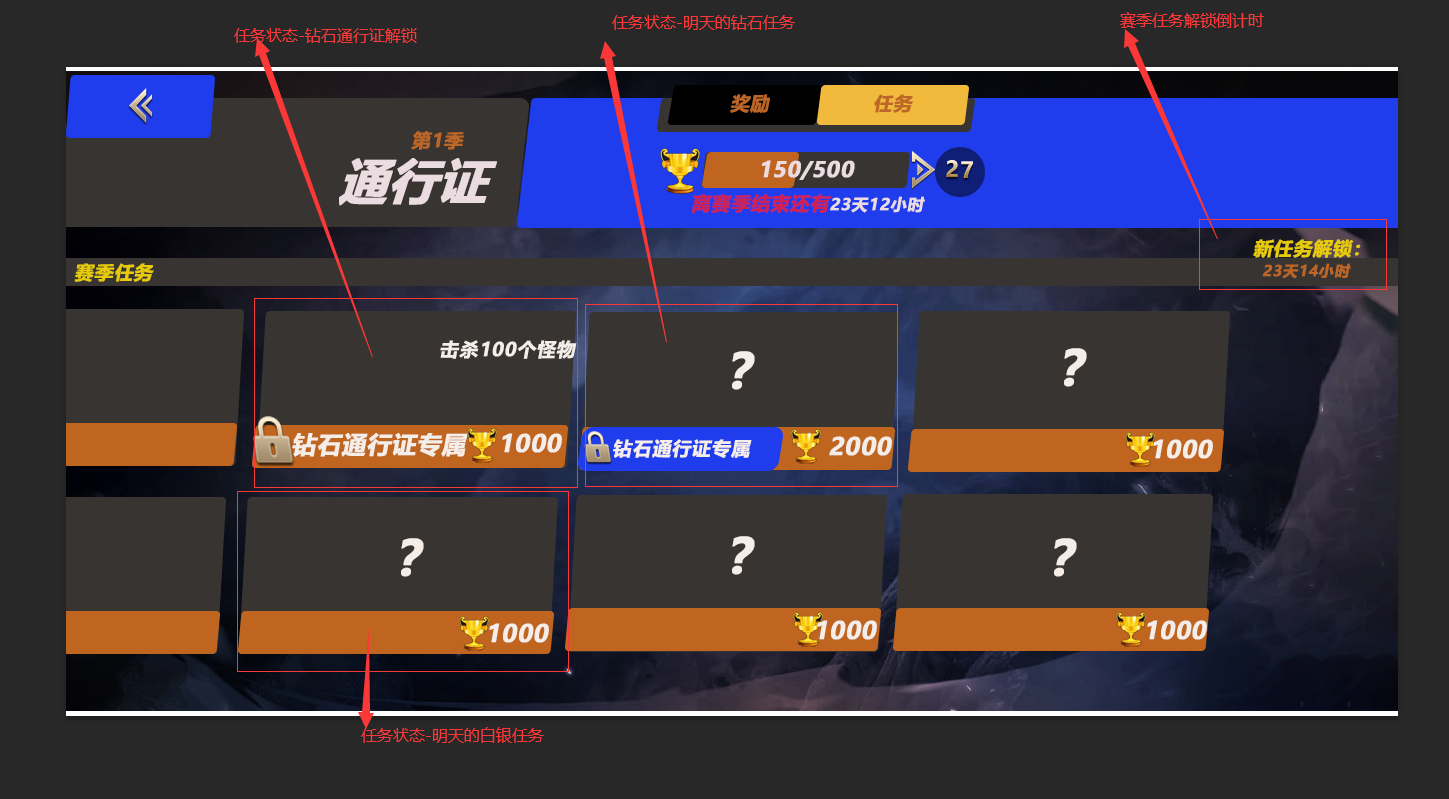 任务状态-钻石通行证解锁
任务状态-明天的钻石任务
赛季任务解锁倒计时
奖励
任务
第1季
通行证
150/500
27
离赛季结束还有23天12小时
新任务解锁：
23天14小时
赛季任务
击杀100个怪物
?
?
钻石通行证专属
1000
钻石通行证专属
2000
1000
?
?
?
1000
1000
1000
任务状态-明天的白银任务